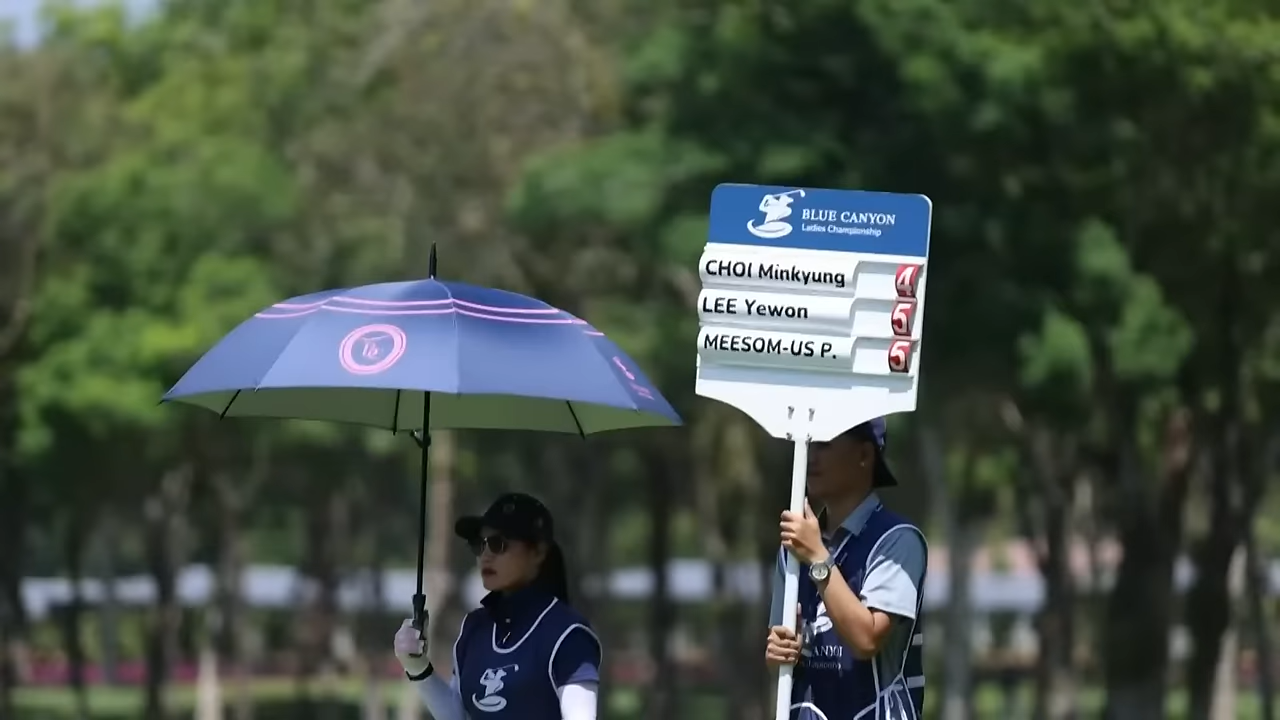 BLUE CANYON
Ladies Championship
CHOI Minkyung 4
LEE Yewon 5
MEESOM-US P. 5